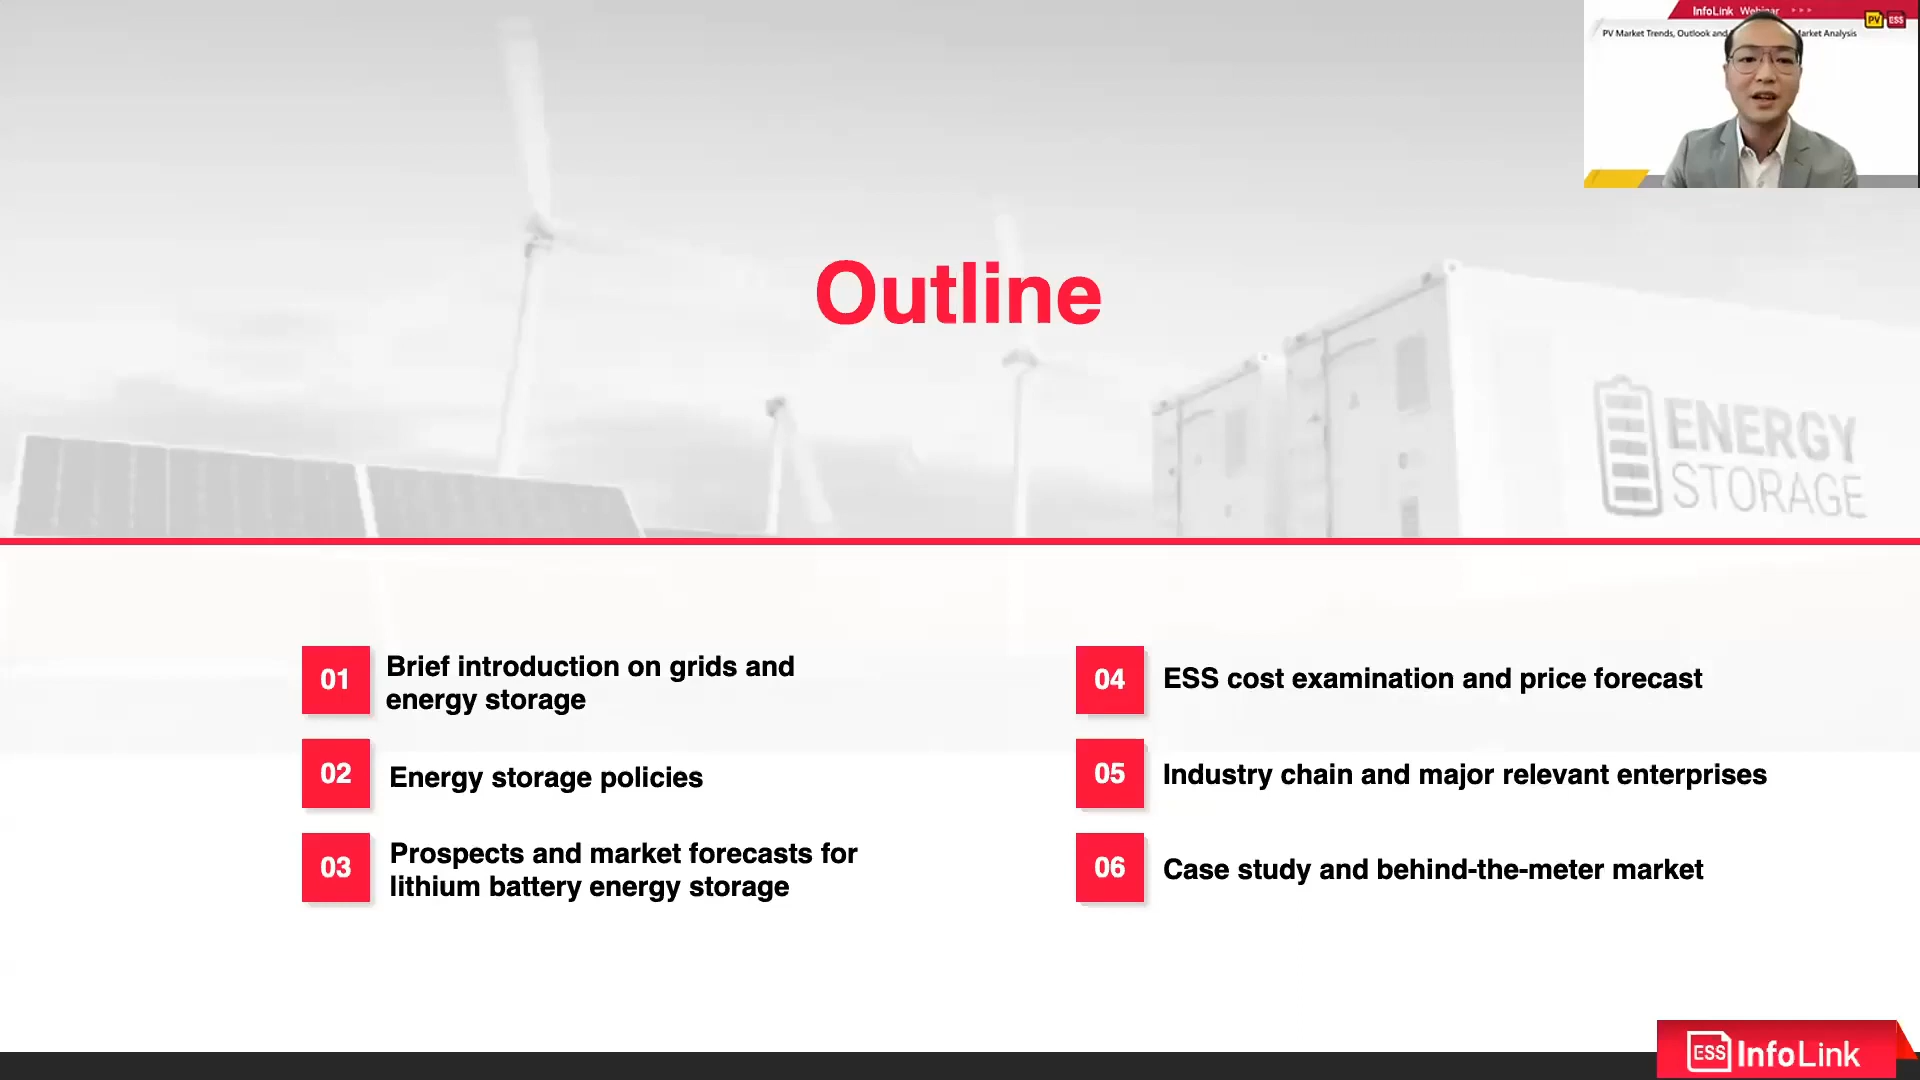 InfoLink Webinar > > >
PV ESS
PV Market Trends, Outlook and Market Analysis
Outline
ENERGY
STORAGE
01 Brief introduction on grids and
energy storage
02 Energy storage policies
03 Prospects and market forecasts for
lithium battery energy storage
04 ESS cost examination and price forecast
05 Industry chain and major relevant enterprises
06 Case study and behind-the-meter market
ESS InfoLink